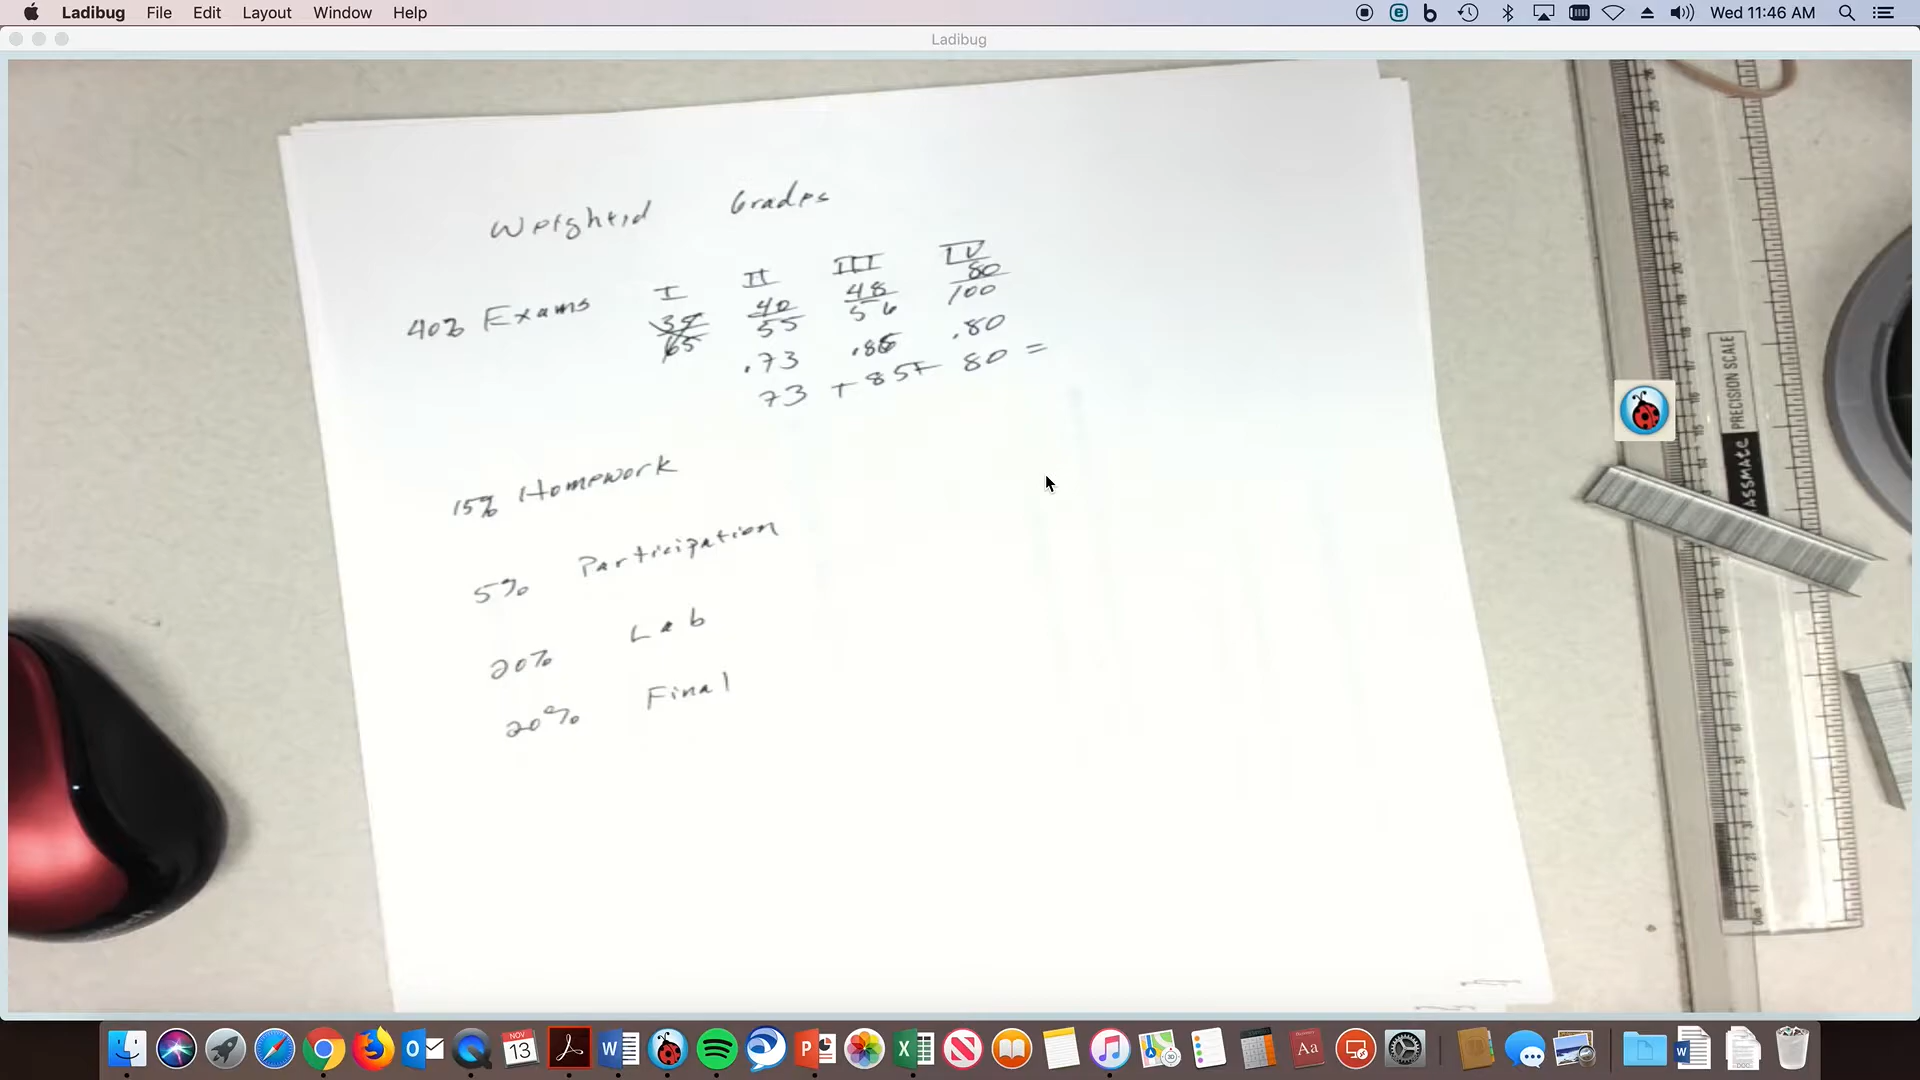 Ladibug File Edit Layout Window Help Wed 11:46 AM
Ladibug
Weighted Grades
I II III IV
40% Exams 40/55 48/56 80/100
.73 .80
73 + 85 + 80 =
15% Homework
5% Participation
20% Lab
20% Final
PRECISION SCALE
NOV
13